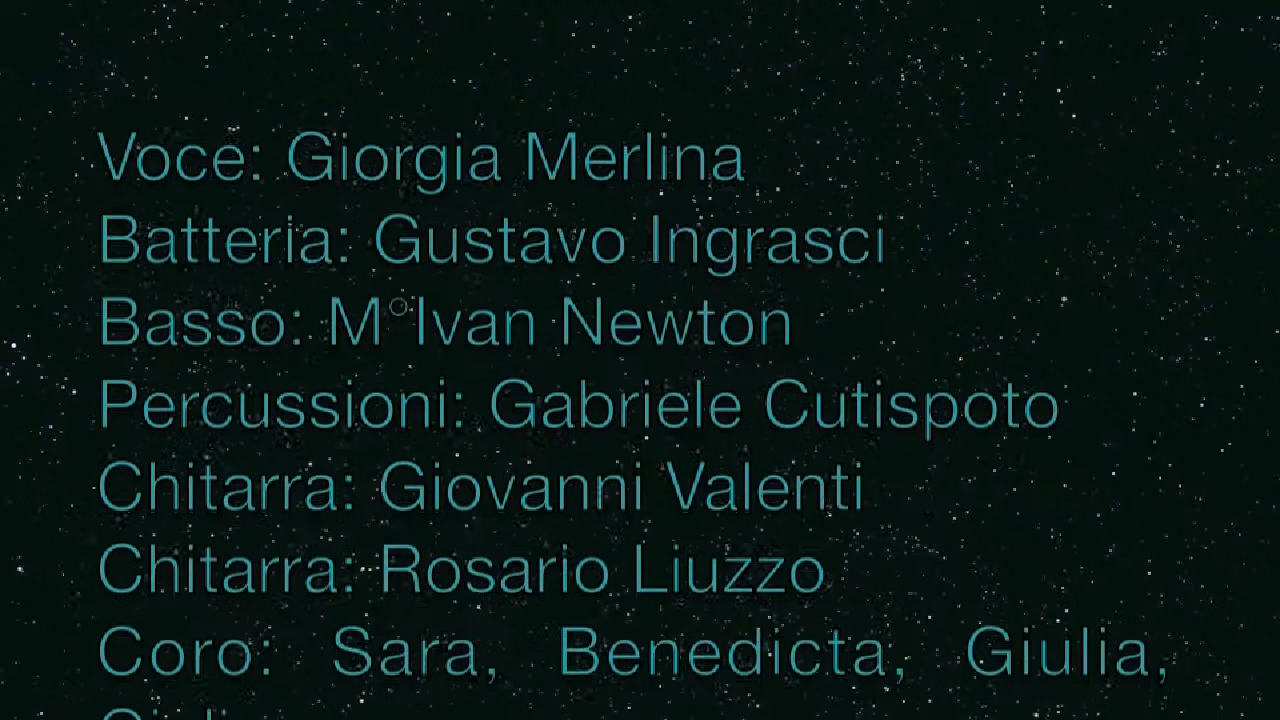 Voce: Giorgia Merlina
Batteria: Gustavo Ingrasci
Basso: M°Ivan Newton
Percussioni: Gabriele Cutispoto
Chitarra: Giovanni Valenti
Chitarra: Rosario Liuzzo
Coro: Sara, Benedicta, Giulia,